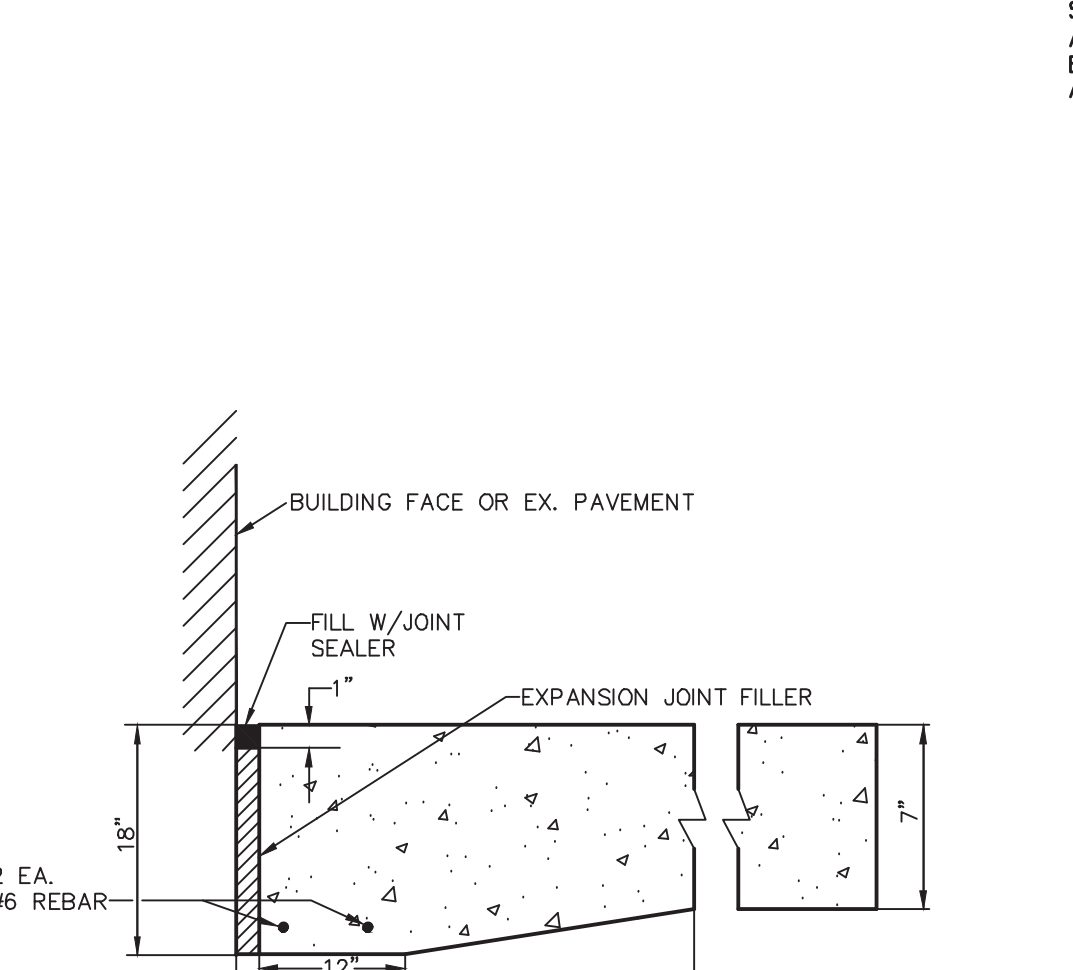 BUILDING FACE OR EX. PAVEMENT
FILL W/JOINT
SEALER
1"
EXPANSION JOINT FILLER
18"
7"
2 EA.
#6 REBAR
12"